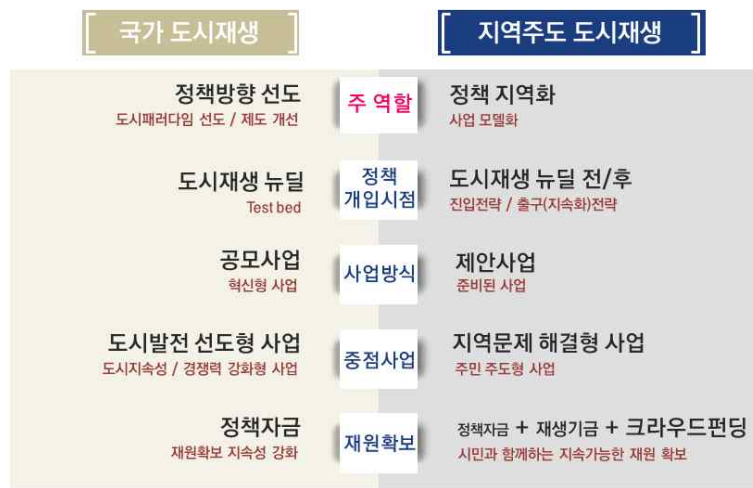 [ 국가 도시재생 ]
[ 지역주도 도시재생 ]
정책방향 선도
도시패러다임 선도 / 제도 개선
주 역할
정책 지역화
사업 모델화
도시재생 뉴딜
Test bed
정책
개입시점
도시재생 뉴딜 전/후
진입전략 / 출구(지속화)전략
공모사업
혁신형 사업
사업방식
제안사업
준비된 사업
도시발전 선도형 사업
도시지속성 / 경쟁력 강화형 사업
중점사업
지역문제 해결형 사업
주민 주도형 사업
정책자금
재원확보 지속성 강화
재원확보
정책자금 + 재생기금 + 크라우드펀딩
시민과 함께하는 지속가능한 재원 확보